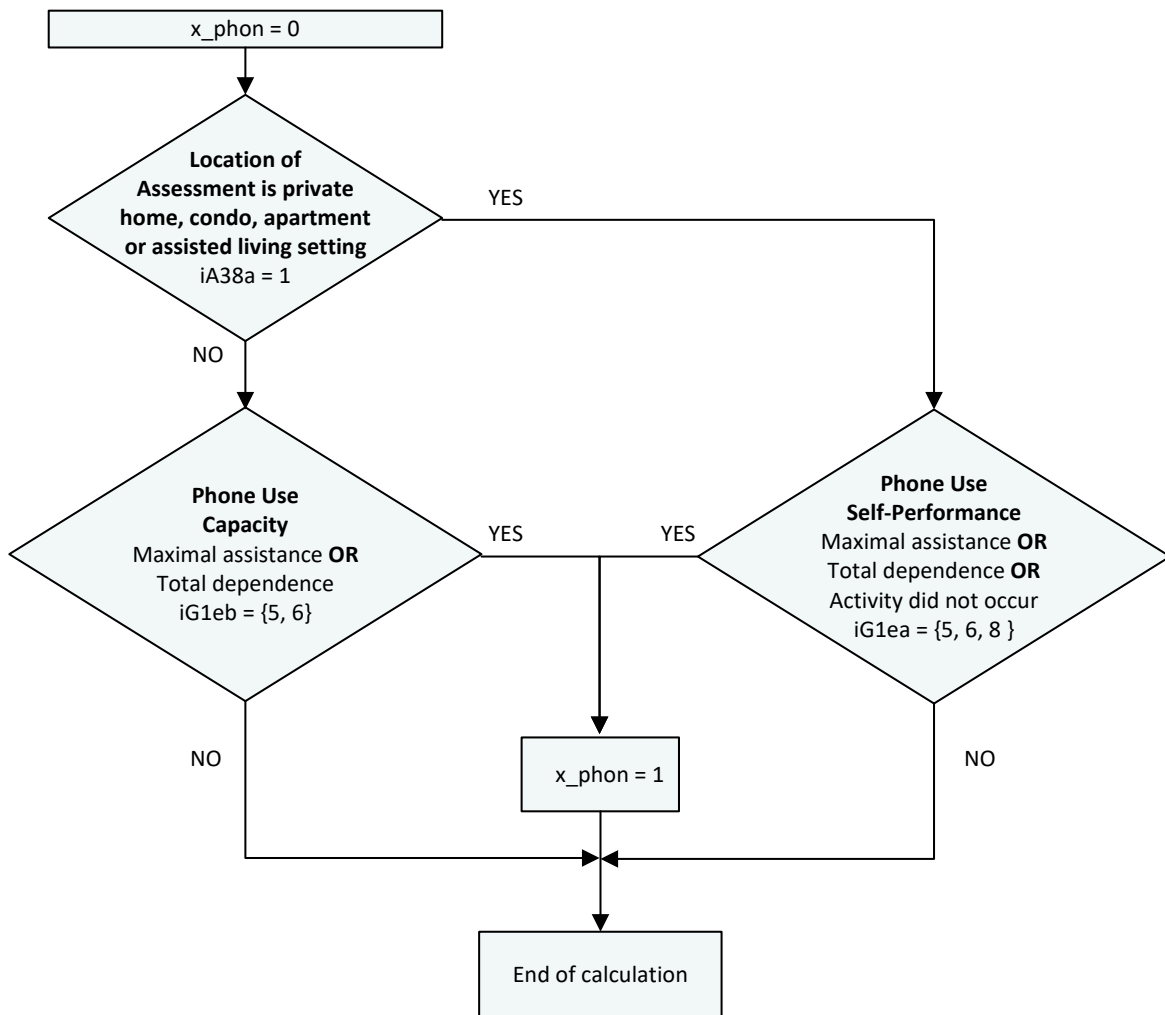 x_phon = 0
Location of
Assessment is private
home, condo, apartment
or assisted living setting
iA38a = 1
YES
NO
Phone Use
Capacity
Maximal assistance OR
Total dependence
iG1eb = {5, 6}
YES
YES
Phone Use
Self-Performance
Maximal assistance OR
Total dependence OR
Activity did not occur
iG1ea = {5, 6, 8 }
NO
x_phon = 1
NO
End of calculation